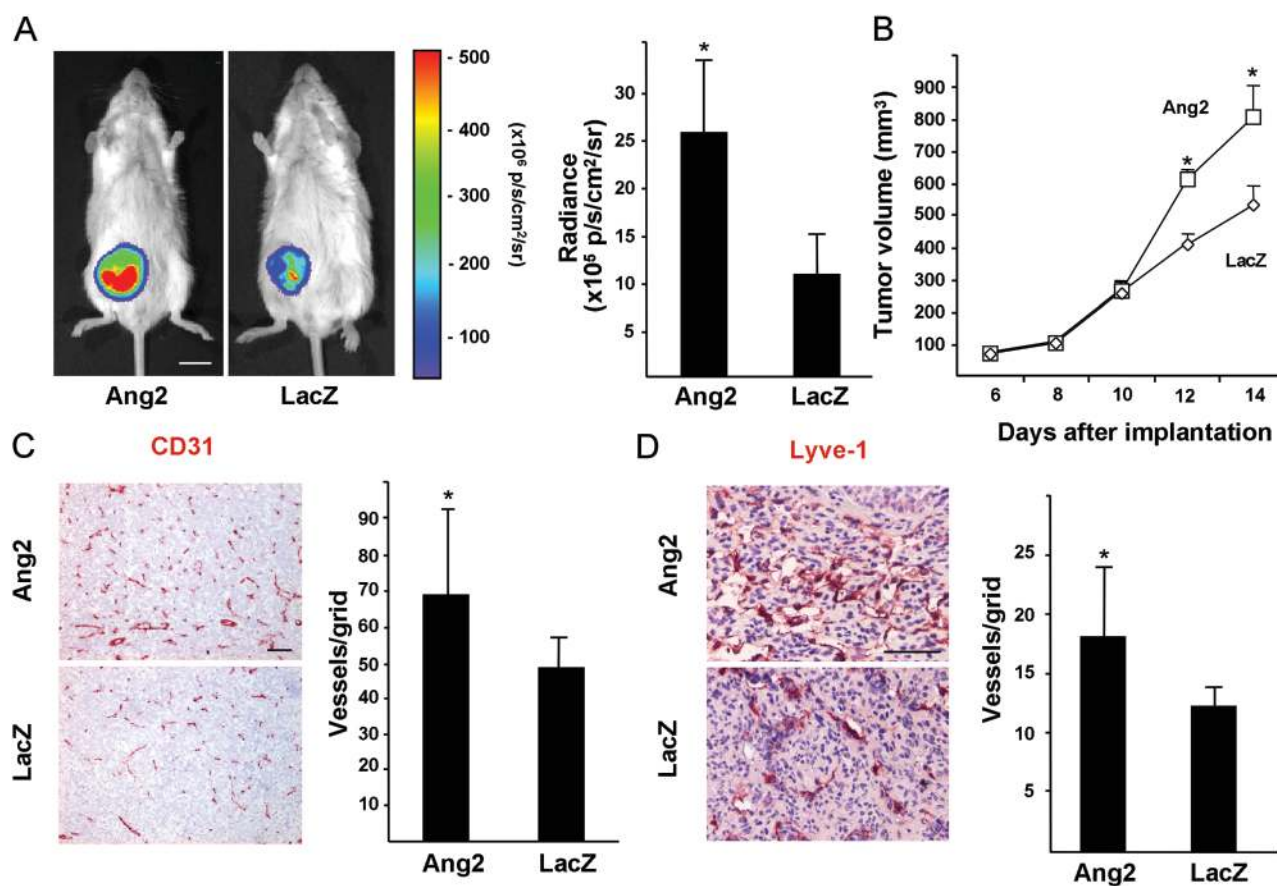 A
- 500
- 400
- 300
- 200
- 100
(x10⁶ p/s/cm²/sr)
Ang2
LacZ
Radiance
(x10⁶ p/s/cm²/sr)
30
25
20
15
10
5
*
Ang2
LacZ
B
Tumor volume (mm³)
900
800
700
600
500
400
300
200
100
Ang2
*
*
LacZ
6
8
10
12
14
Days after implantation
C
CD31
Ang2
LacZ
Vessels/grid
90
80
70
60
50
40
30
20
10
*
Ang2
LacZ
D
Lyve-1
Ang2
LacZ
Vessels/grid
25
20
15
10
5
*
Ang2
LacZ